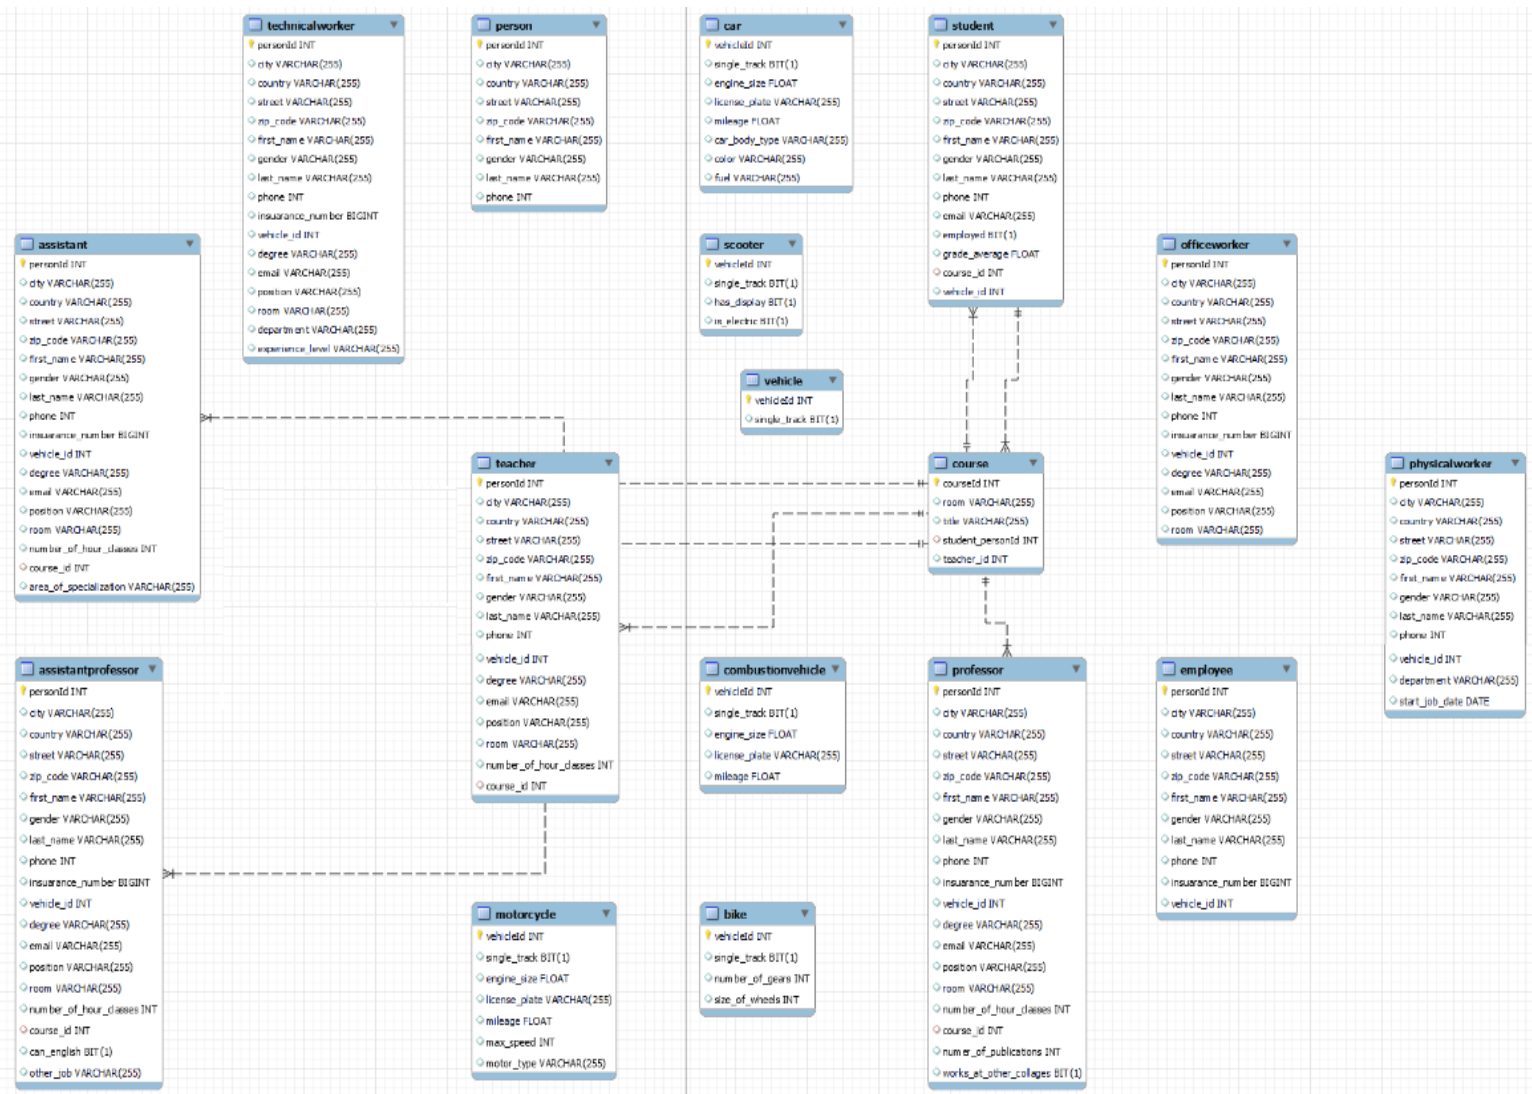 technicalworker
personId INT
city VARCHAR(255)
country VARCHAR(255)
street VARCHAR(255)
zip_code VARCHAR(255)
first_name VARCHAR(255)
gender VARCHAR(255)
last_name VARCHAR(255)
phone INT
insuarance_number BIGINT
vehicle_id INT
degree VARCHAR(255)
email VARCHAR(255)
position VARCHAR(255)
room VARCHAR(255)
department VARCHAR(255)
experience_level VARCHAR(255)
person
personId INT
city VARCHAR(255)
country VARCHAR(255)
street VARCHAR(255)
zip_code VARCHAR(255)
first_name VARCHAR(255)
gender VARCHAR(255)
last_name VARCHAR(255)
phone INT
car
vehicleId INT
single_track BIT(1)
engine_size FLOAT
license_plate VARCHAR(255)
mileage FLOAT
car_body_type VARCHAR(255)
color VARCHAR(255)
fuel VARCHAR(255)
student
personId INT
city VARCHAR(255)
country VARCHAR(255)
street VARCHAR(255)
zip_code VARCHAR(255)
first_name VARCHAR(255)
gender VARCHAR(255)
last_name VARCHAR(255)
phone INT
email VARCHAR(255)
employed BIT(1)
grade_average FLOAT
course_id INT
vehicle_id INT
assistant
personId INT
city VARCHAR(255)
country VARCHAR(255)
street VARCHAR(255)
zip_code VARCHAR(255)
first_name VARCHAR(255)
gender VARCHAR(255)
last_name VARCHAR(255)
phone INT
insuarance_number BIGINT
vehicle_id INT
degree VARCHAR(255)
email VARCHAR(255)
position VARCHAR(255)
room VARCHAR(255)
number_of_hour_classes INT
course_id INT
area_of_specialization VARCHAR(255)
scooter
vehicleId INT
single_track BIT(1)
has_display BIT(1)
is_electric BIT(1)
officeworker
personId INT
city VARCHAR(255)
country VARCHAR(255)
street VARCHAR(255)
zip_code VARCHAR(255)
first_name VARCHAR(255)
gender VARCHAR(255)
last_name VARCHAR(255)
phone INT
insuarance_number BIGINT
vehicle_id INT
degree VARCHAR(255)
email VARCHAR(255)
position VARCHAR(255)
room VARCHAR(255)
vehicle
vehicleId INT
single_track BIT(1)
teacher
personId INT
city VARCHAR(255)
country VARCHAR(255)
street VARCHAR(255)
zip_code VARCHAR(255)
first_name VARCHAR(255)
gender VARCHAR(255)
last_name VARCHAR(255)
phone INT
vehicle_id INT
degree VARCHAR(255)
email VARCHAR(255)
position VARCHAR(255)
room VARCHAR(255)
number_of_hour_classes INT
course_id INT
course
courseId INT
room VARCHAR(255)
title VARCHAR(255)
student_personId INT
teacher_id INT
physicalworker
personId INT
city VARCHAR(255)
country VARCHAR(255)
street VARCHAR(255)
zip_code VARCHAR(255)
first_name VARCHAR(255)
gender VARCHAR(255)
last_name VARCHAR(255)
phone INT
vehicle_id INT
department VARCHAR(255)
start_job_date DATE
assistantprofessor
personId INT
city VARCHAR(255)
country VARCHAR(255)
street VARCHAR(255)
zip_code VARCHAR(255)
first_name VARCHAR(255)
gender VARCHAR(255)
last_name VARCHAR(255)
phone INT
insuarance_number BIGINT
vehicle_id INT
degree VARCHAR(255)
email VARCHAR(255)
position VARCHAR(255)
room VARCHAR(255)
number_of_hour_classes INT
course_id INT
can_english BIT(1)
other_job VARCHAR(255)
combustionvehicle
vehicleId INT
single_track BIT(1)
engine_size FLOAT
license_plate VARCHAR(255)
mileage FLOAT
professor
personId INT
city VARCHAR(255)
country VARCHAR(255)
street VARCHAR(255)
zip_code VARCHAR(255)
first_name VARCHAR(255)
gender VARCHAR(255)
last_name VARCHAR(255)
phone INT
insuarance_number BIGINT
vehicle_id INT
degree VARCHAR(255)
email VARCHAR(255)
position VARCHAR(255)
room VARCHAR(255)
number_of_hour_classes INT
course_id INT
numer_of_publications INT
works_at_other_collages BIT(1)
employee
personId INT
city VARCHAR(255)
country VARCHAR(255)
street VARCHAR(255)
zip_code VARCHAR(255)
first_name VARCHAR(255)
gender VARCHAR(255)
last_name VARCHAR(255)
phone INT
insuarance_number BIGINT
vehicle_id INT
motorcycle
vehicleId INT
single_track BIT(1)
engine_size FLOAT
license_plate VARCHAR(255)
mileage FLOAT
max_speed INT
motor_type VARCHAR(255)
bike
vehicleId INT
single_track BIT(1)
number_of_gears INT
size_of_wheels INT